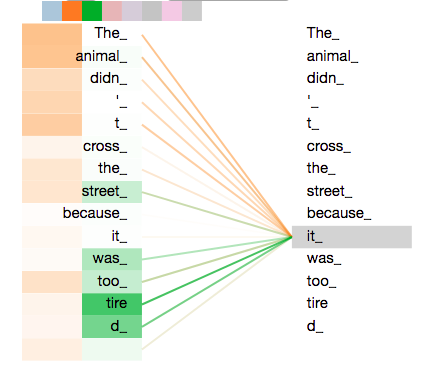 The_ The_
animal_ animal_
didn_ didn_
'_ '_
t_ t_
cross_ cross_
the_ the_
street_ street_
because_ because_
it_ it_
was_ was_
too_ too_
tire tire
d_ d_